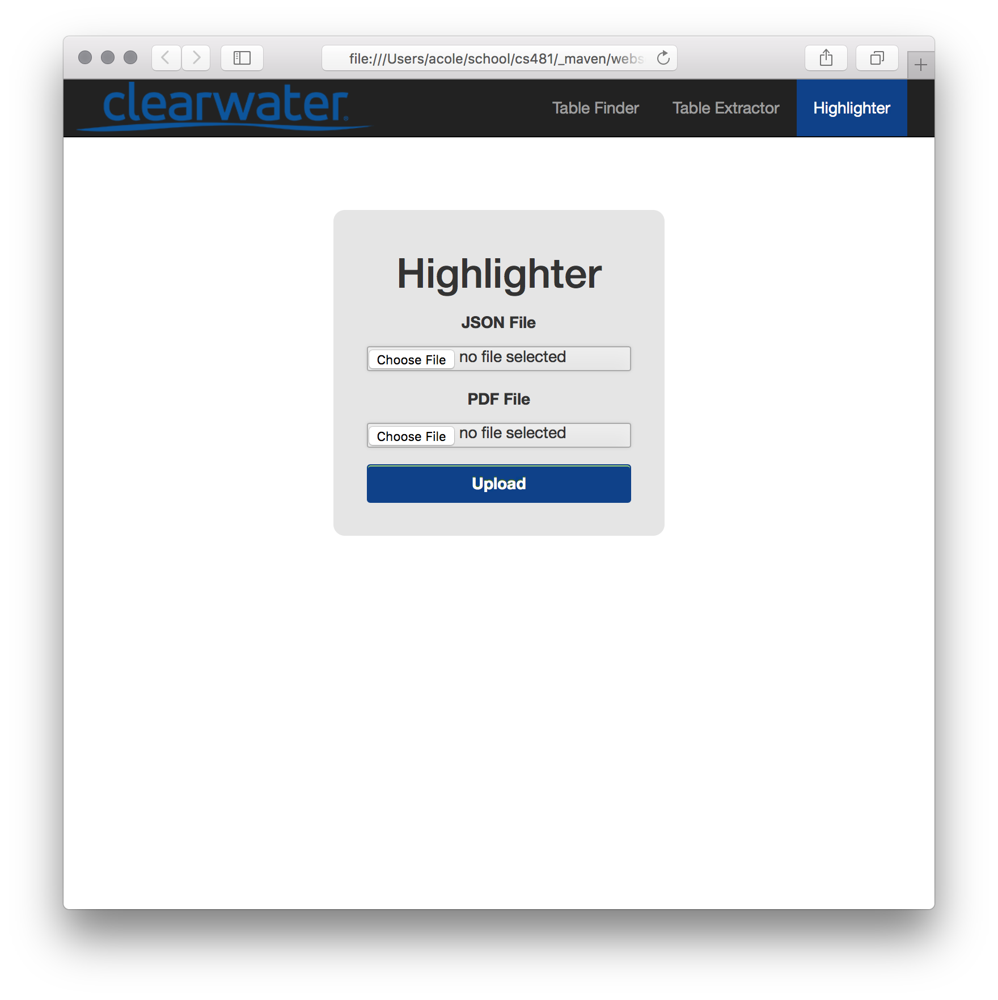 file:///Users/acole/school/cs481/_maven/webs
clearwater®
Table Finder
Table Extractor
Highlighter
Highlighter
JSON File
Choose File no file selected
PDF File
Choose File no file selected
Upload